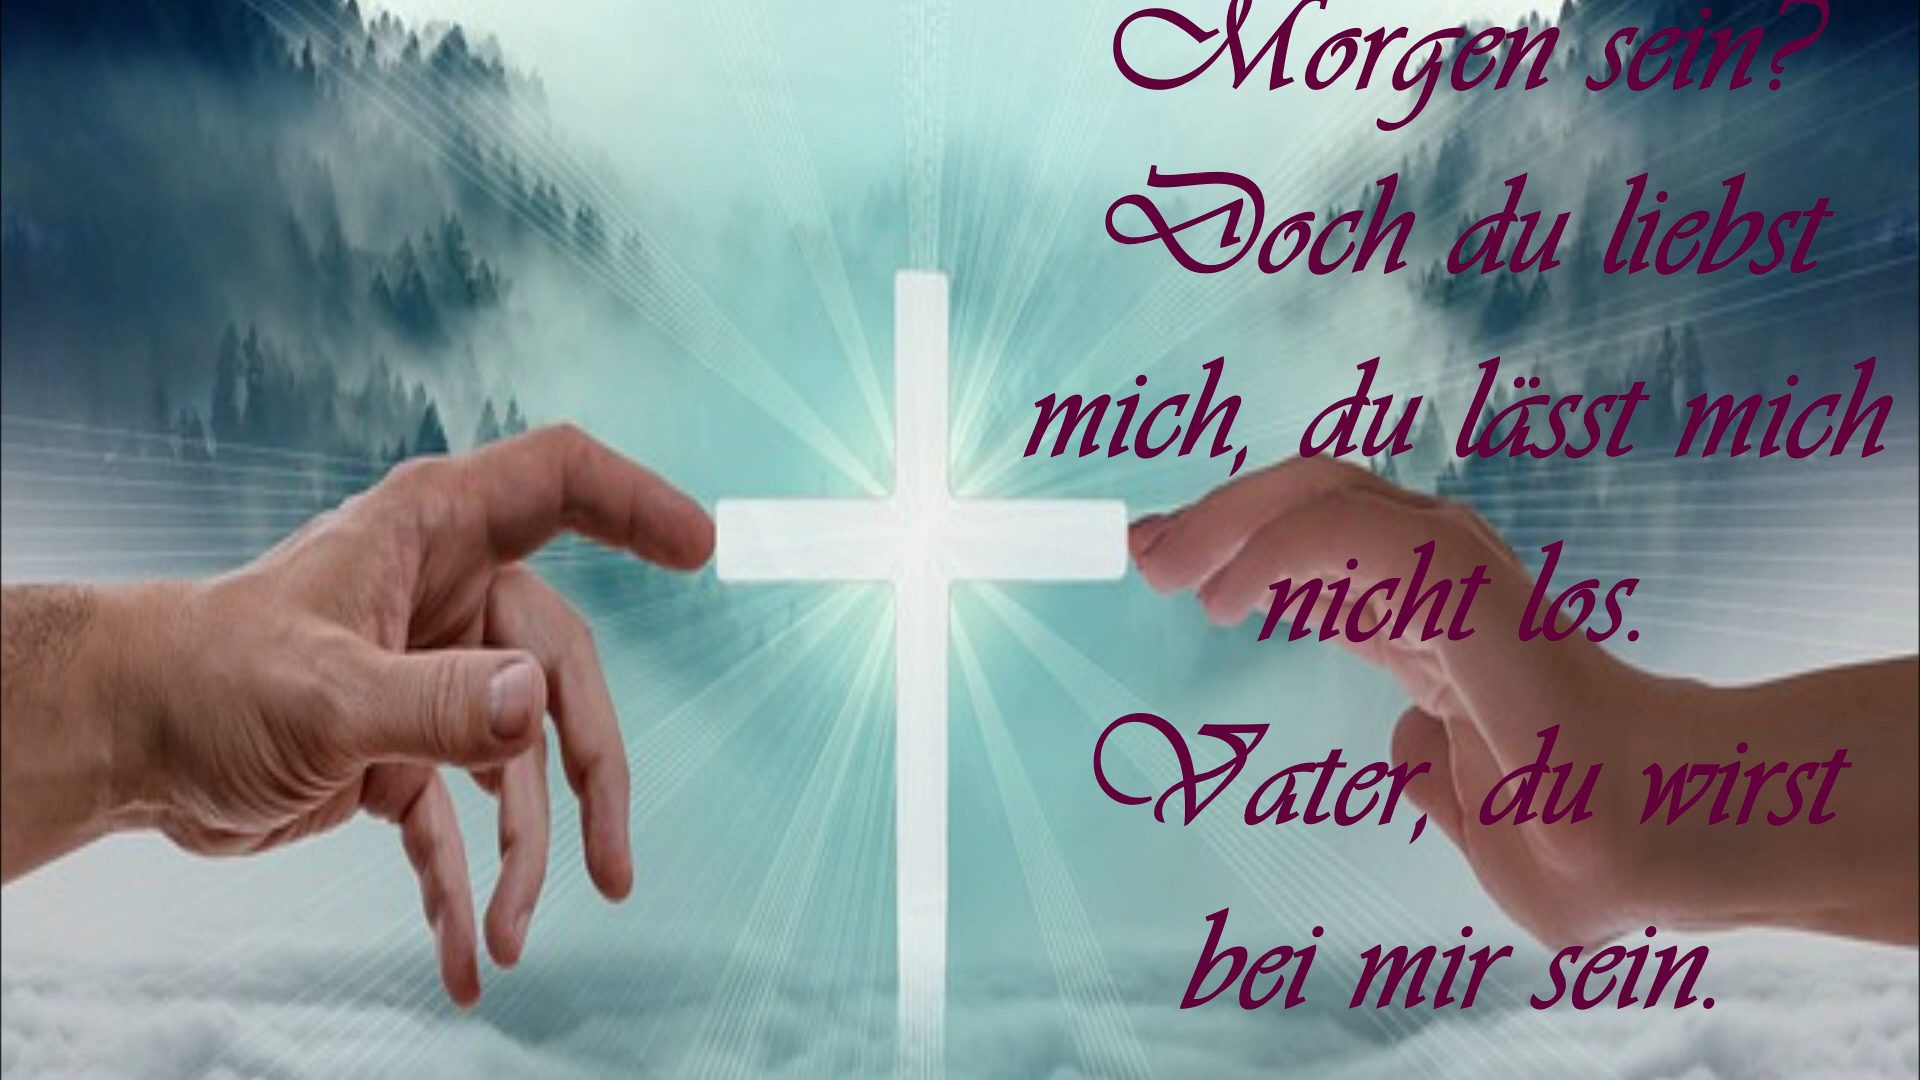 Morgen sein?
Doch du liebst
mich, du lässt mich
nicht los.
Vater, du wirst
bei mir sein.